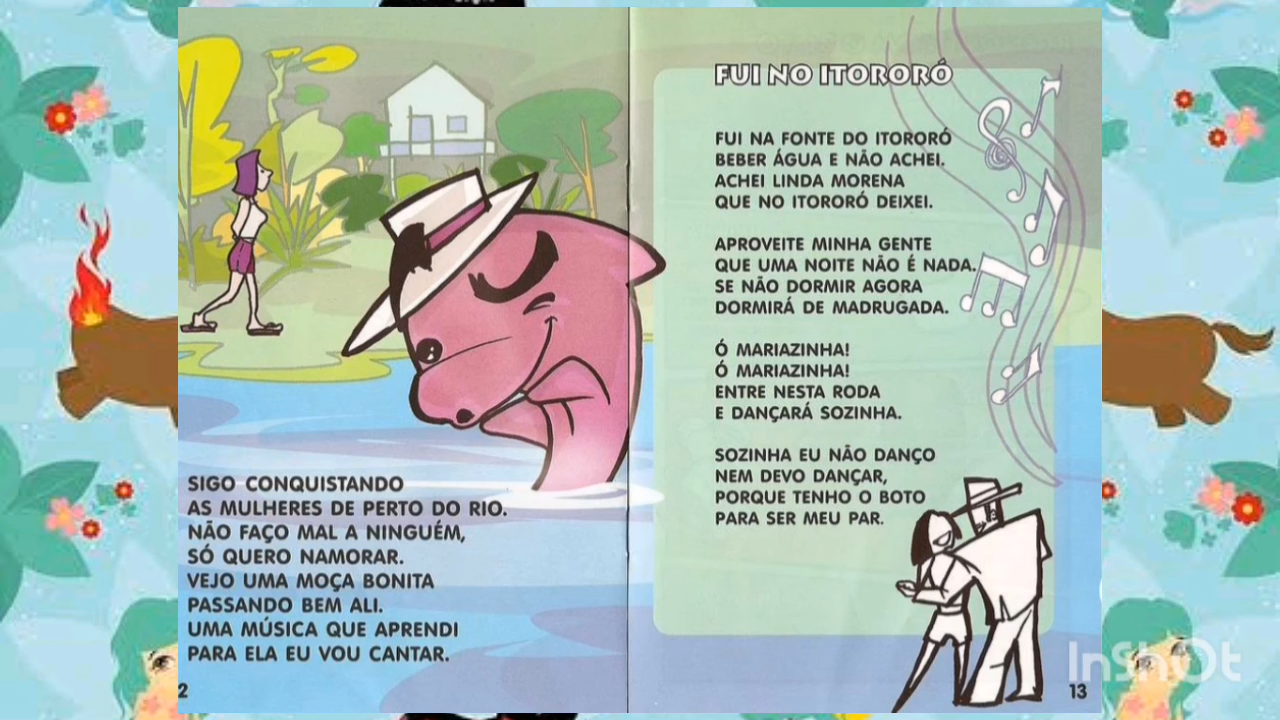 SIGO CONQUISTANDO
AS MULHERES DE PERTO DO RIO.
NÃO FAÇO MAL A NINGUÉM,
SÓ QUERO NAMORAR.
VEJO UMA MOÇA BONITA
PASSANDO BEM ALI.
UMA MÚSICA QUE APRENDI
PARA ELA EU VOU CANTAR.
2
FUI NO ITORORÓ
FUI NA FONTE DO ITORORÓ
BEBER ÁGUA E NÃO ACHEI.
ACHEI LINDA MORENA
QUE NO ITORORÓ DEIXEI.
APROVEITE MINHA GENTE
QUE UMA NOITE NÃO É NADA.
SE NÃO DORMIR AGORA
DORMIRÁ DE MADRUGADA.
Ó MARIAZINHA!
Ó MARIAZINHA!
ENTRE NESTA RODA
E DANÇARÁ SOZINHA.
SOZINHA EU NÃO DANÇO
NEM DEVO DANÇAR,
PORQUE TENHO O BOTO
PARA SER MEU PAR.
13
InShOt